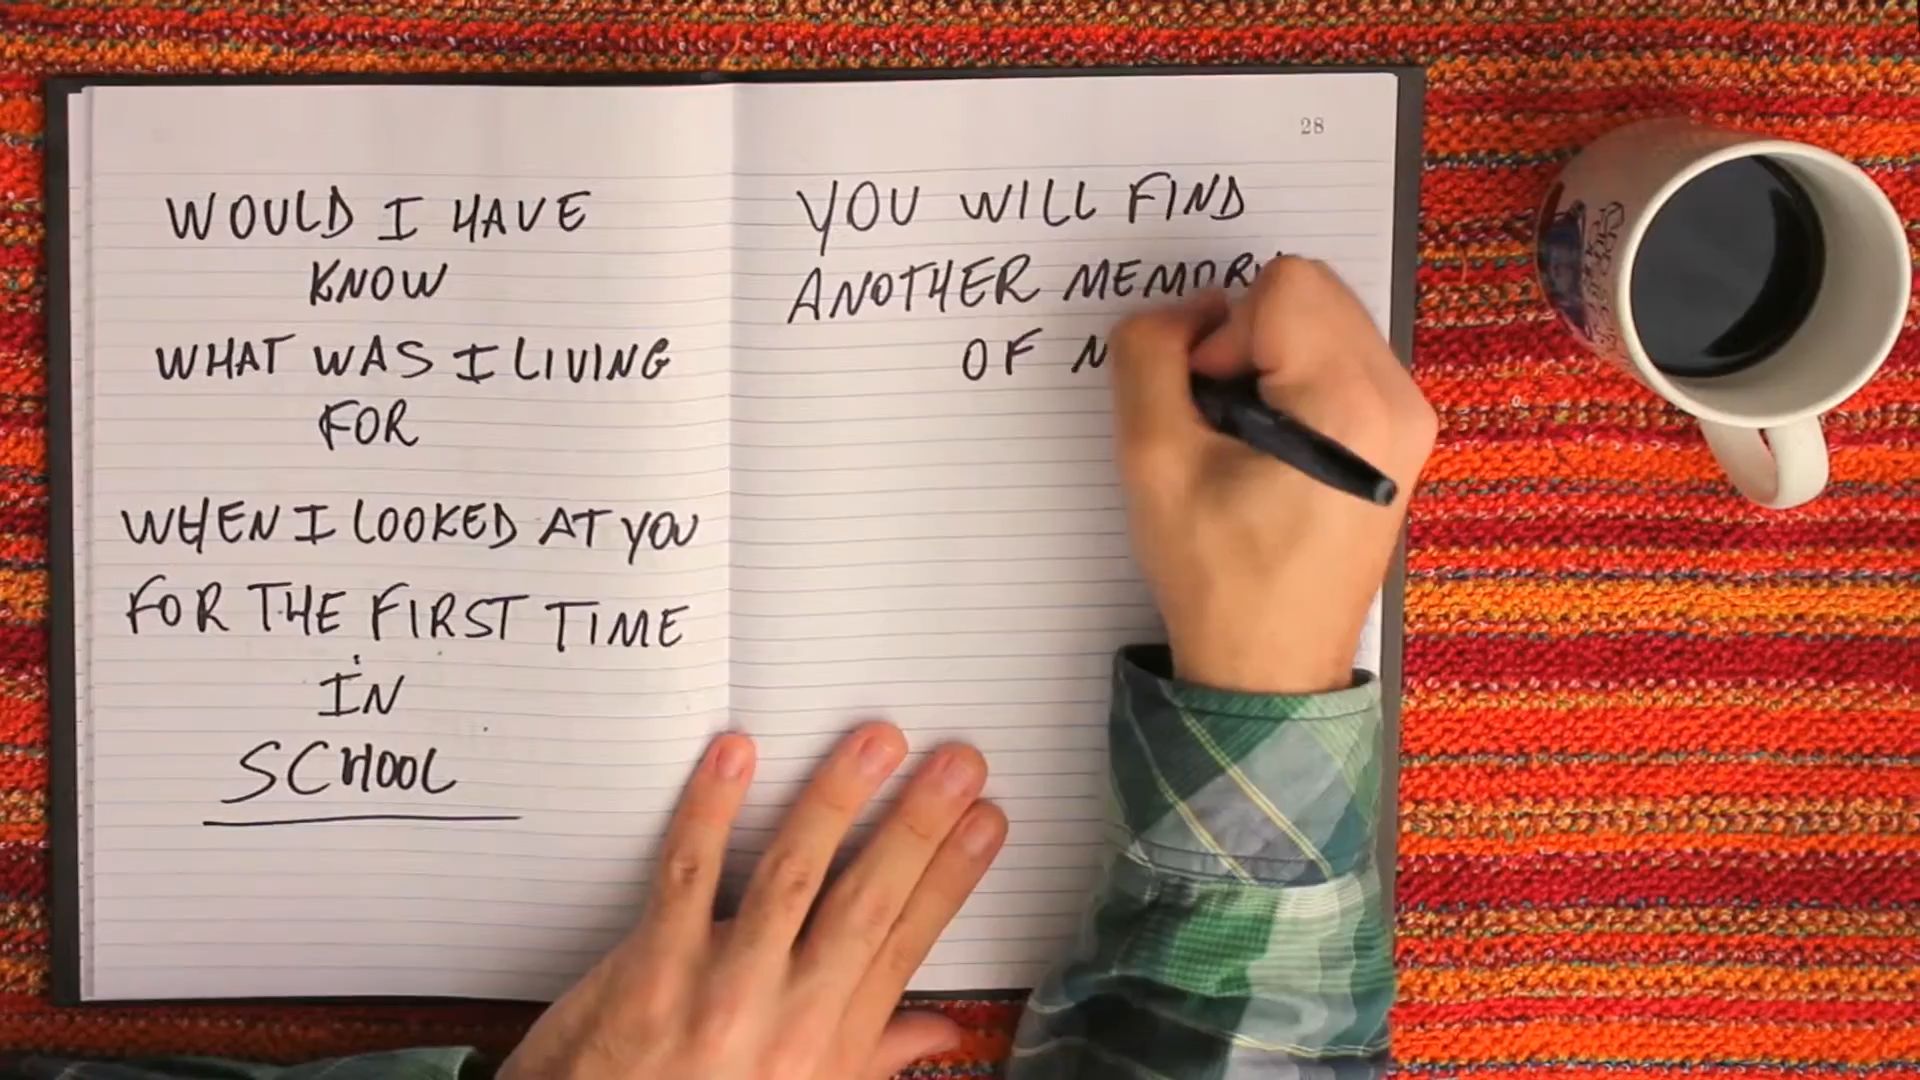 WOULD I HAVE
KNOW
WHAT WAS I LIVING
FOR
WHEN I LOOKED AT YOU
FOR THE FIRST TIME
IN
SCHOOL
28
YOU WILL FIND
ANOTHER MEMORY
OF